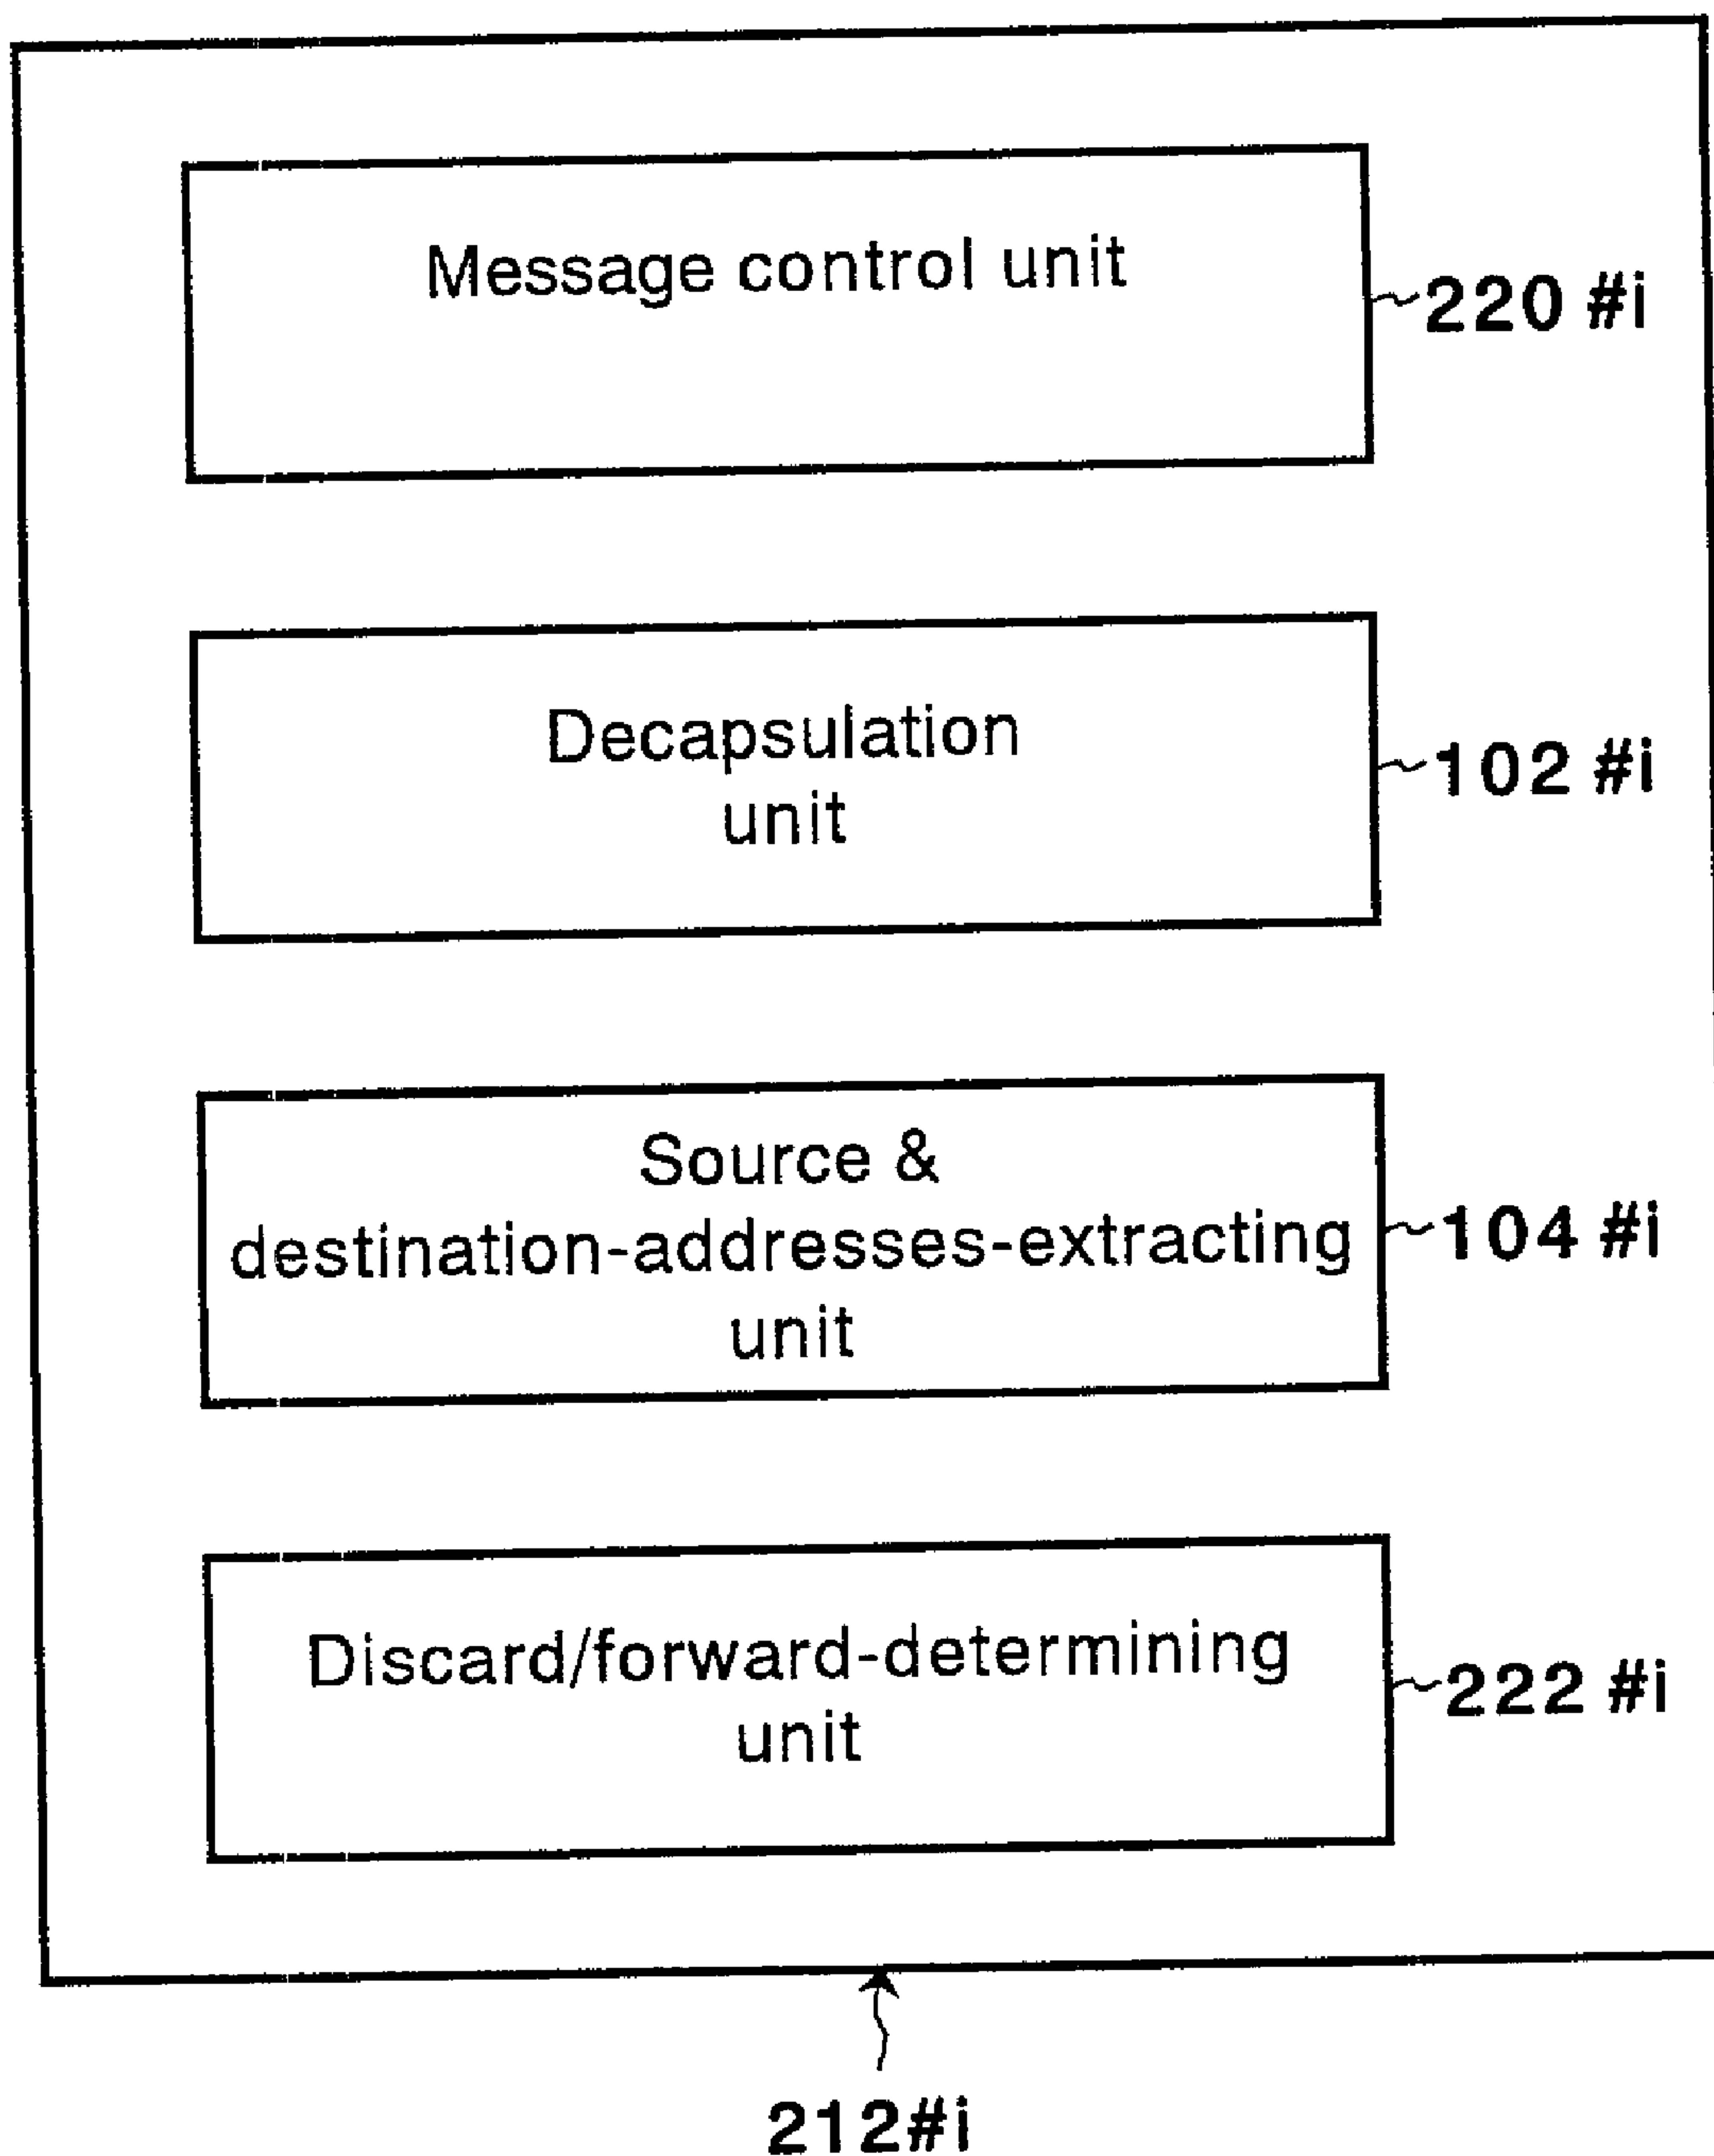 Message control unit
220 #i
Decapsulation
unit
102 #i
Source &
destination-addresses-extracting
unit
104 #i
Discard/forward-determining
unit
222 #i
212#i